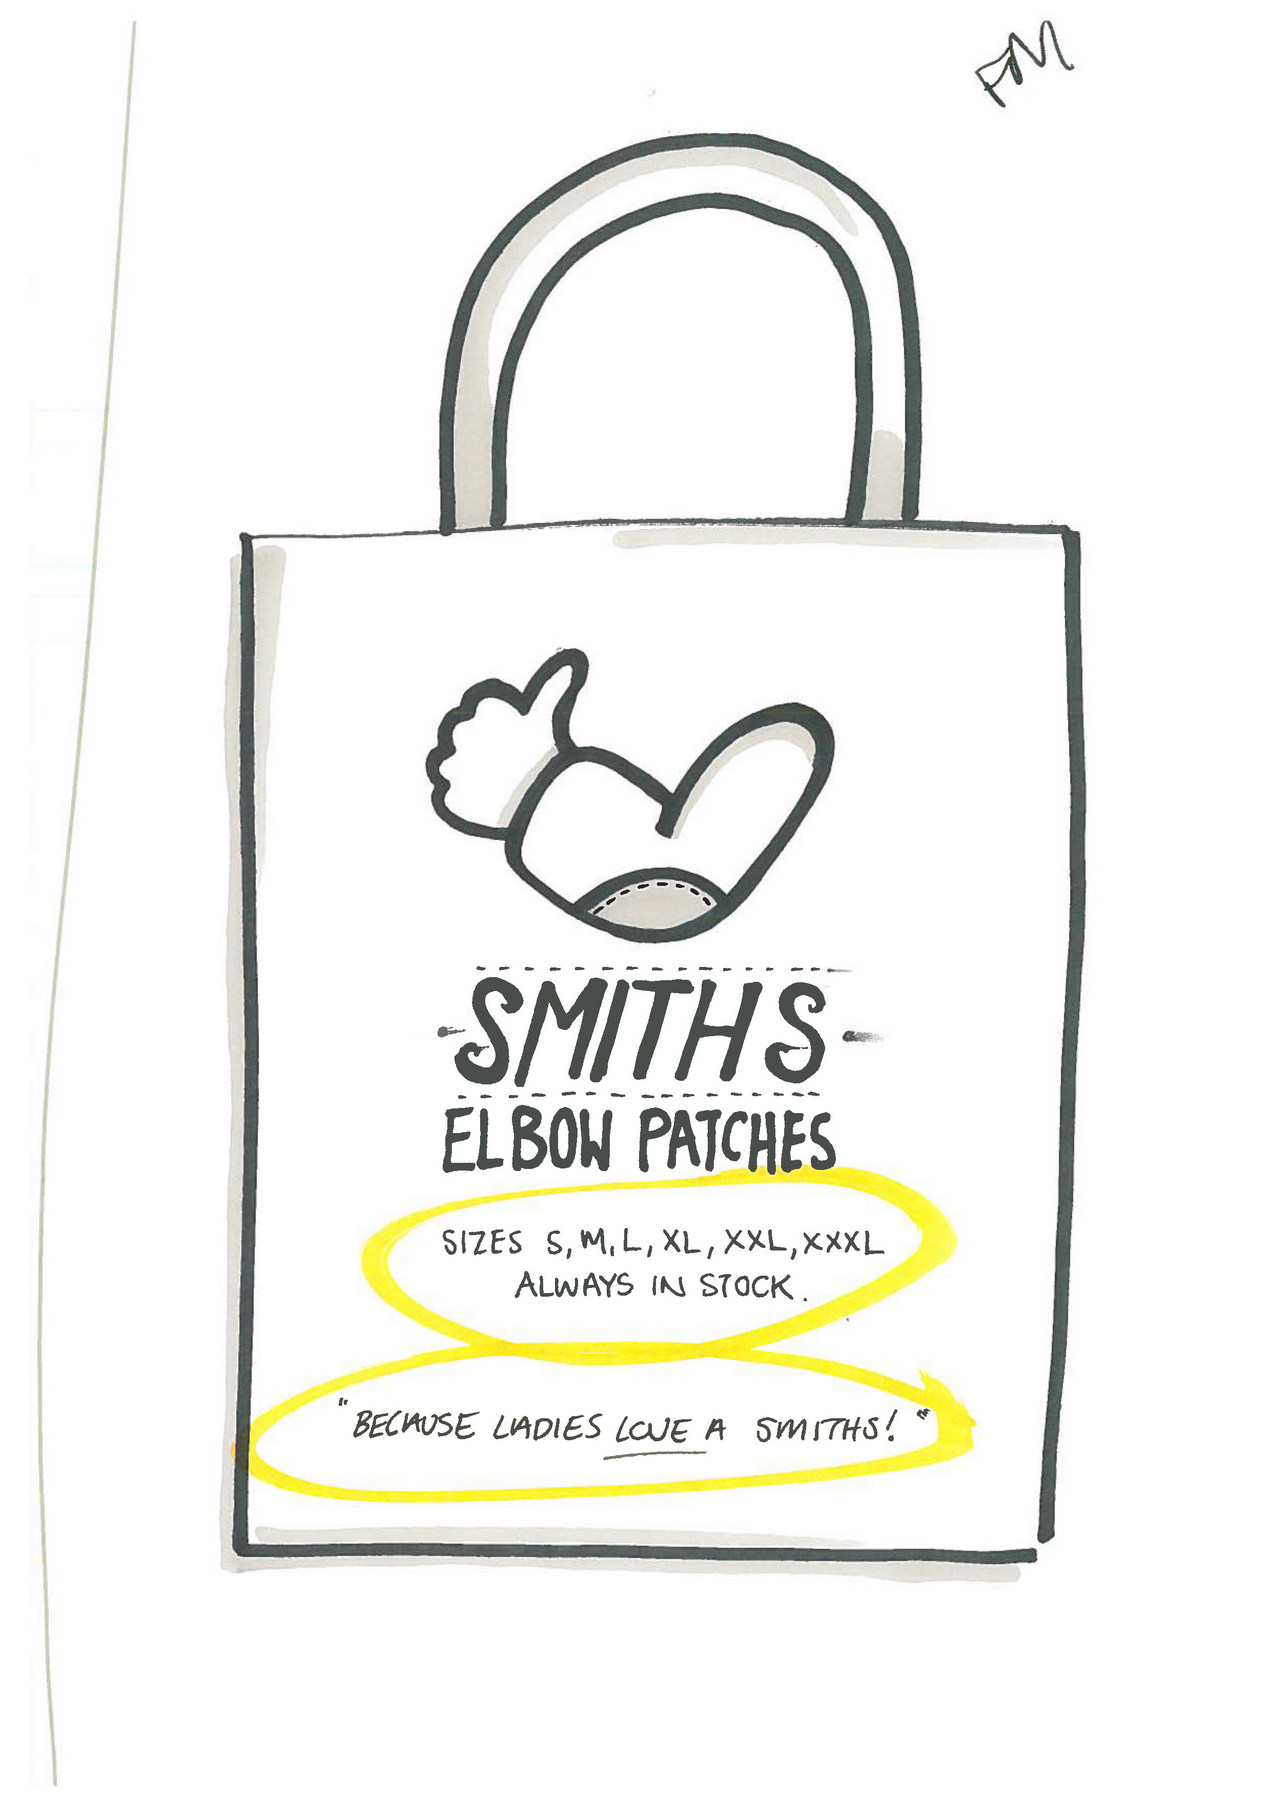 FM
SMITHS
ELBOW PATCHES
SIZES S, M, L, XL, XXL, XXXL
ALWAYS IN STOCK.
"BECAUSE LADIES LOVE A SMITHS!"